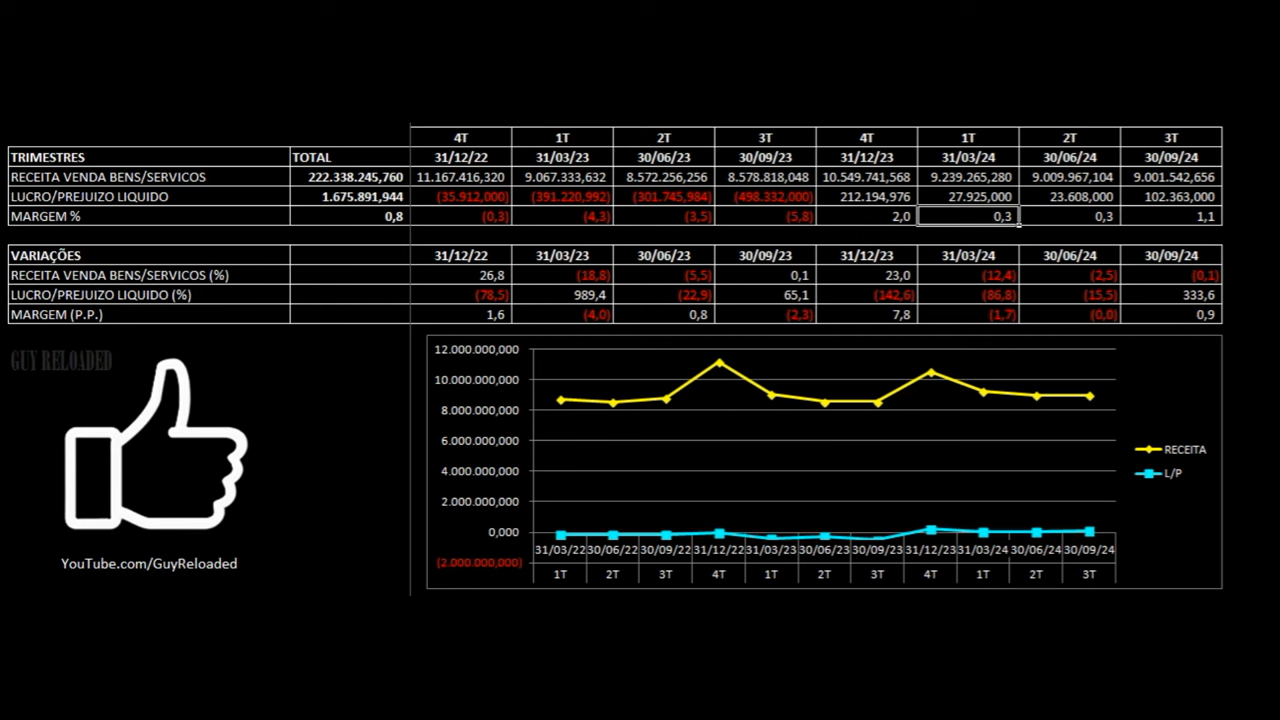 4T 1T 2T 3T 4T 1T 2T 3T
TRIMESTRES TOTAL 31/12/22 31/03/23 30/06/23 30/09/23 31/12/23 31/03/24 30/06/24 30/09/24
RECEITA VENDA BENS/SERVICOS 222.338.245,760 11.167.416,320 9.067.333,632 8.572.256,256 8.578.818,048 10.549.741,568 9.239.265,280 9.009.967,104 9.001.542,656
LUCRO/PREJUIZO LIQUIDO 1.675.891,944 (35.912,000) (391.220,992) (301.745,984) (498.332,000) 212.194,976 27.925,000 23.608,000 102.363,000
MARGEM % 0,8 (0,3) (4,3) (3,5) (5,8) 2,0 0,3 0,3 1,1
VARIAÇÕES 31/12/22 31/03/23 30/06/23 30/09/23 31/12/23 31/03/24 30/06/24 30/09/24
RECEITA VENDA BENS/SERVICOS (%) 26,8 (18,8) (5,5) 0,1 23,0 (12,4) (2,5) (0,1)
LUCRO/PREJUIZO LIQUIDO (%) (78,5) 989,4 (22,9) 65,1 (142,6) (86,8) (15,5) 333,6
MARGEM (P.P.) 1,6 (4,0) 0,8 (2,3) 7,8 (1,7) (0,0) 0,9
GUY RELOADED
YouTube.com/GuyReloaded
12.000.000,000
10.000.000,000
8.000.000,000
6.000.000,000
4.000.000,000
2.000.000,000
0,000
(2.000.000,000)
31/03/22 30/06/22 30/09/22 31/12/22 31/03/23 30/06/23 30/09/23 31/12/23 31/03/24 30/06/24 30/09/24
1T 2T 3T 4T 1T 2T 3T 4T 1T 2T 3T
RECEITA
L/P